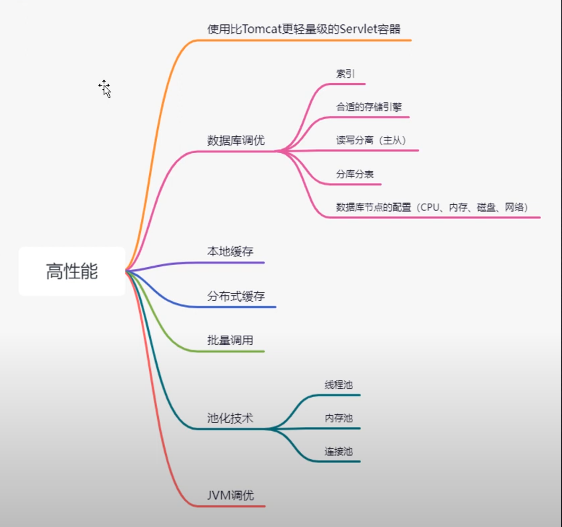 使用比Tomcat更轻量级的Servlet容器
索引
合适的存储引擎
数据库调优
读写分离（主从）
分库分表
数据库节点的配置（CPU、内存、磁盘、网络）
本地缓存
高性能
分布式缓存
批量调用
线程池
池化技术
内存池
连接池
JVM调优